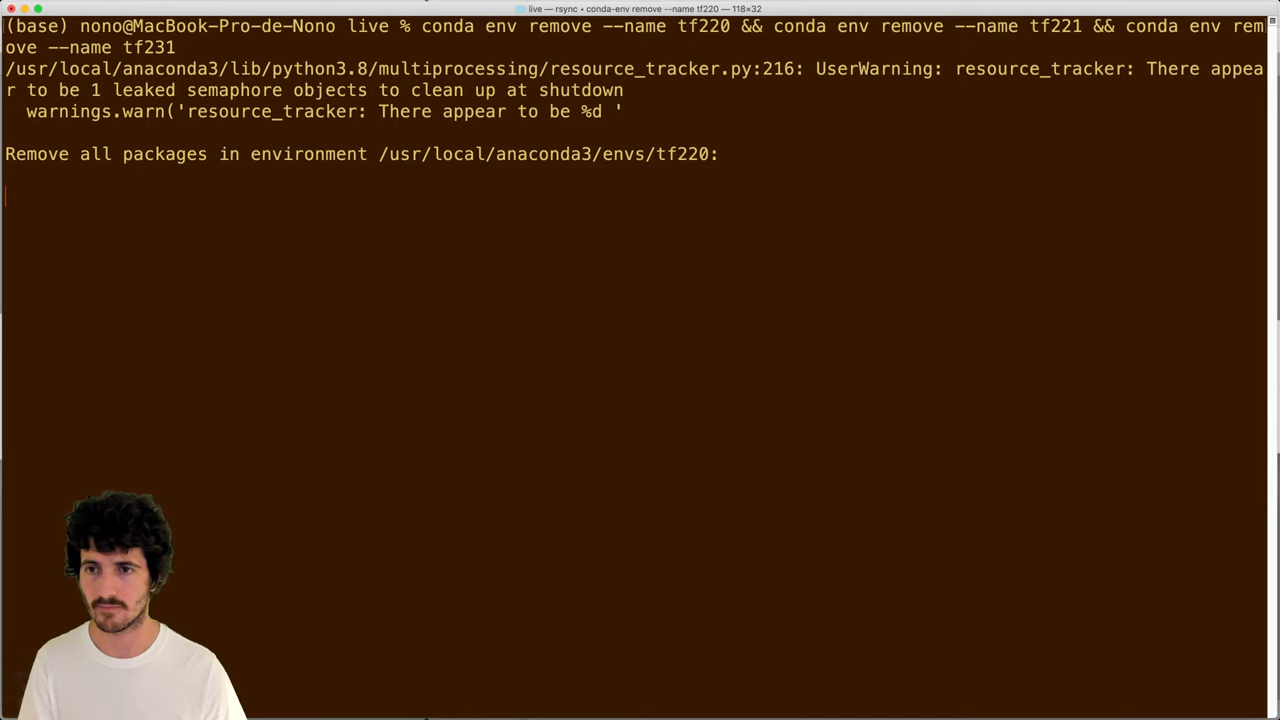 live — rsync • conda-env remove --name tf220 — 118×32
(base) nono@MacBook-Pro-de-Nono live % conda env remove --name tf220 && conda env remove --name tf221 && conda env rem
ove --name tf231
/usr/local/anaconda3/lib/python3.8/multiprocessing/resource_tracker.py:216: UserWarning: resource_tracker: There appea
r to be 1 leaked semaphore objects to clean up at shutdown
  warnings.warn('resource_tracker: There appear to be %d '
Remove all packages in environment /usr/local/anaconda3/envs/tf220: